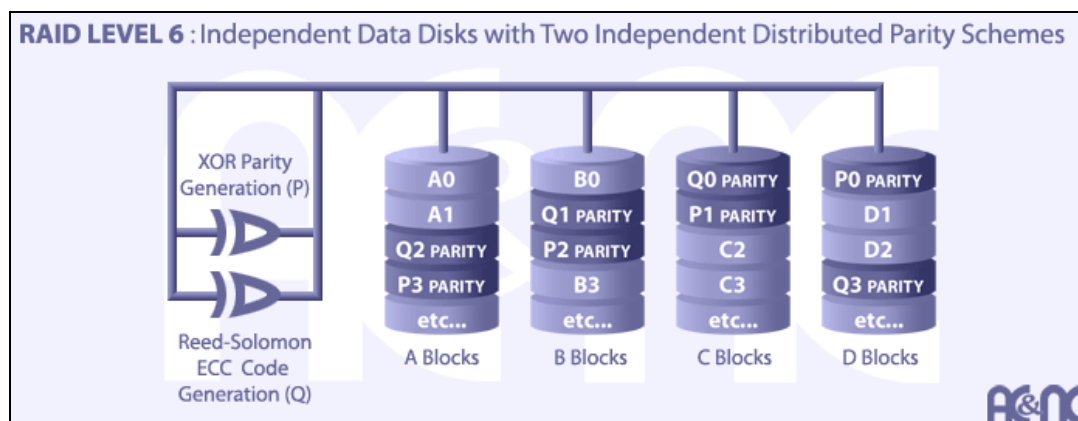 RAID LEVEL 6 : Independent Data Disks with Two Independent Distributed Parity Schemes
XOR Parity
Generation (P)
Reed-Solomon
ECC Code
Generation (Q)
A0
A1
Q2 PARITY
P3 PARITY
etc...
A Blocks
B0
Q1 PARITY
P2 PARITY
B3
etc...
B Blocks
Q0 PARITY
P1 PARITY
C2
C3
etc...
C Blocks
P0 PARITY
D1
D2
Q3 PARITY
etc...
D Blocks
AC&NC